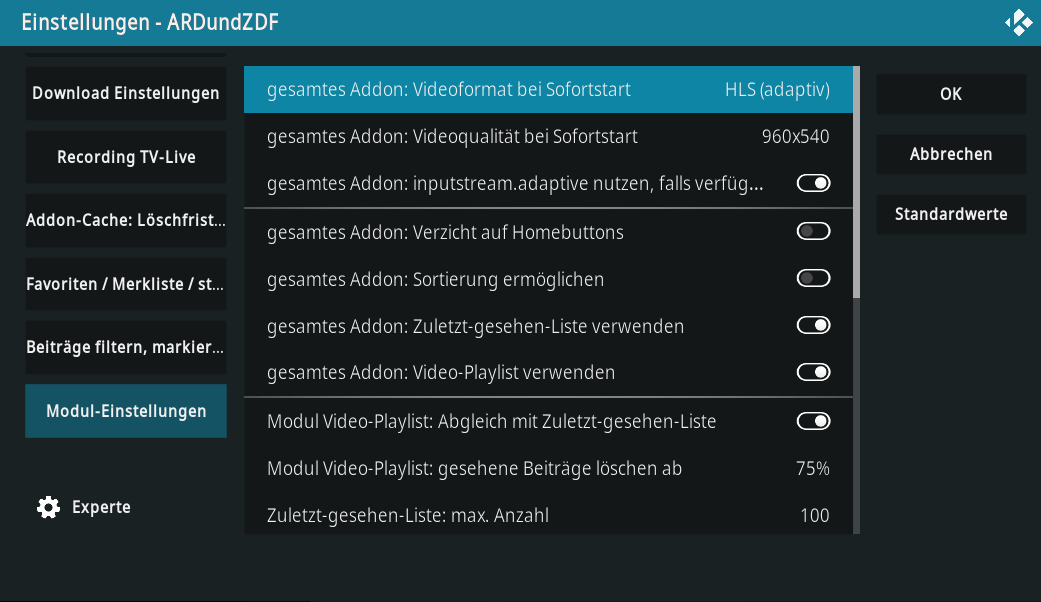 Einstellungen - ARDundZDF
Download Einstellungen
Recording TV-Live
Addon-Cache: Löschfrist...
Favoriten / Merkliste / st...
Beiträge filtern, markier...
Modul-Einstellungen
Experte
gesamtes Addon: Videoformat bei Sofortstart HLS (adaptiv)
gesamtes Addon: Videoqualität bei Sofortstart 960x540
gesamtes Addon: inputstream.adaptive nutzen, falls verfüg...
gesamtes Addon: Verzicht auf Homebuttons
gesamtes Addon: Sortierung ermöglichen
gesamtes Addon: Zuletzt-gesehen-Liste verwenden
gesamtes Addon: Video-Playlist verwenden
Modul Video-Playlist: Abgleich mit Zuletzt-gesehen-Liste
Modul Video-Playlist: gesehene Beiträge löschen ab 75%
Zuletzt-gesehen-Liste: max. Anzahl 100
OK
Abbrechen
Standardwerte